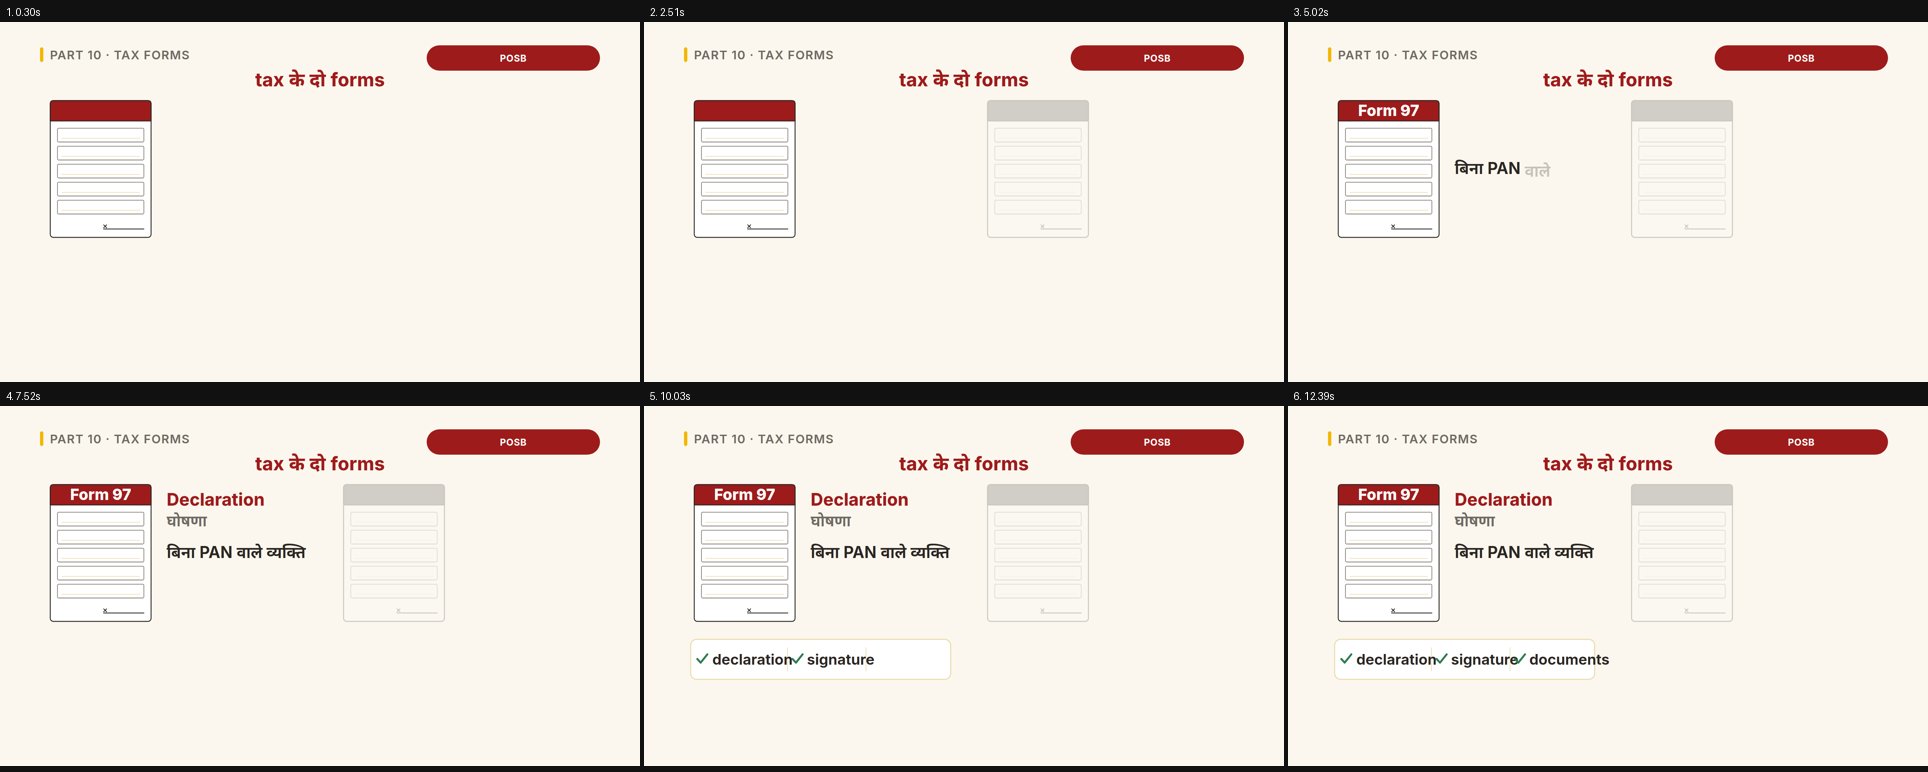 1. 0.30s
PART 10 · TAX FORMS
POSB
tax के दो forms
2. 2.51s
PART 10 · TAX FORMS
POSB
tax के दो forms
3. 5.02s
PART 10 · TAX FORMS
POSB
tax के दो forms
Form 97
बिना PAN वाले
4. 7.52s
PART 10 · TAX FORMS
POSB
tax के दो forms
Form 97
Declaration
घोषणा
बिना PAN वाले व्यक्ति
5. 10.03s
PART 10 · TAX FORMS
POSB
tax के दो forms
Form 97
Declaration
घोषणा
बिना PAN वाले व्यक्ति
declaration signature
6. 12.39s
PART 10 · TAX FORMS
POSB
tax के दो forms
Form 97
Declaration
घोषणा
बिना PAN वाले व्यक्ति
declaration signature documents